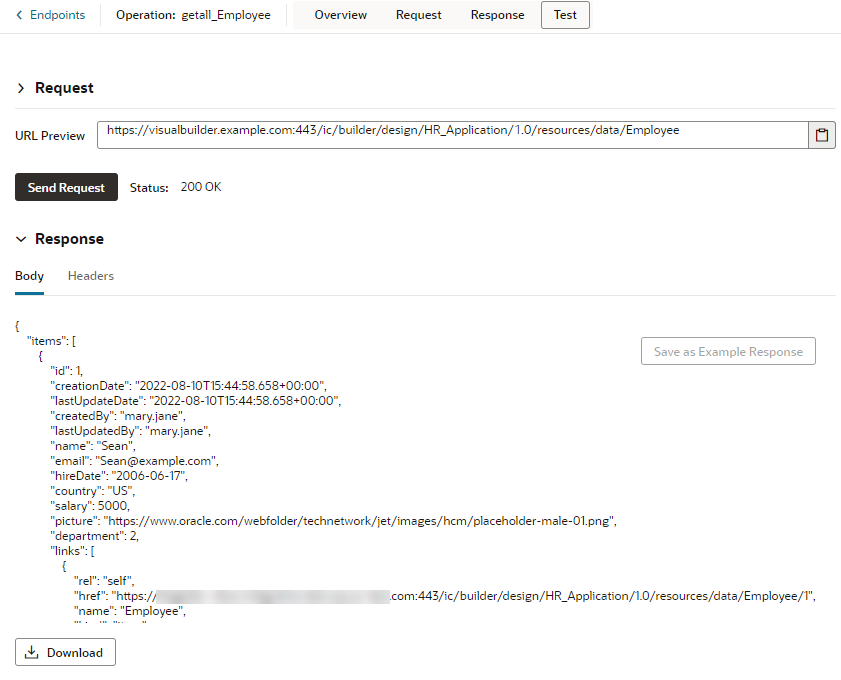 Endpoints Operation: getall_Employee Overview Request Response Test
Request
URL Preview https://visualbuilder.example.com:443/ic/builder/design/HR_Application/1.0/resources/data/Employee
Send Request Status: 200 OK
Response
Body Headers
{
"items": [
Save as Example Response
{
"id": 1,
"creationDate": "2022-08-10T15:44:58.658+00:00",
"lastUpdateDate": "2022-08-10T15:44:58.658+00:00",
"createdBy": "mary.jane",
"lastUpdatedBy": "mary.jane",
"name": "Sean",
"email": "Sean@example.com",
"hireDate": "2006-06-17",
"country": "US",
"salary": 5000,
"picture": "https://www.oracle.com/webfolder/technetwork/jet/images/hcm/placeholder-male-01.png",
"department": 2,
"links": [
{
"rel": "self",
"href": "https:// .com:443/ic/builder/design/HR_Application/1.0/resources/data/Employee/1",
"name": "Employee",
Download